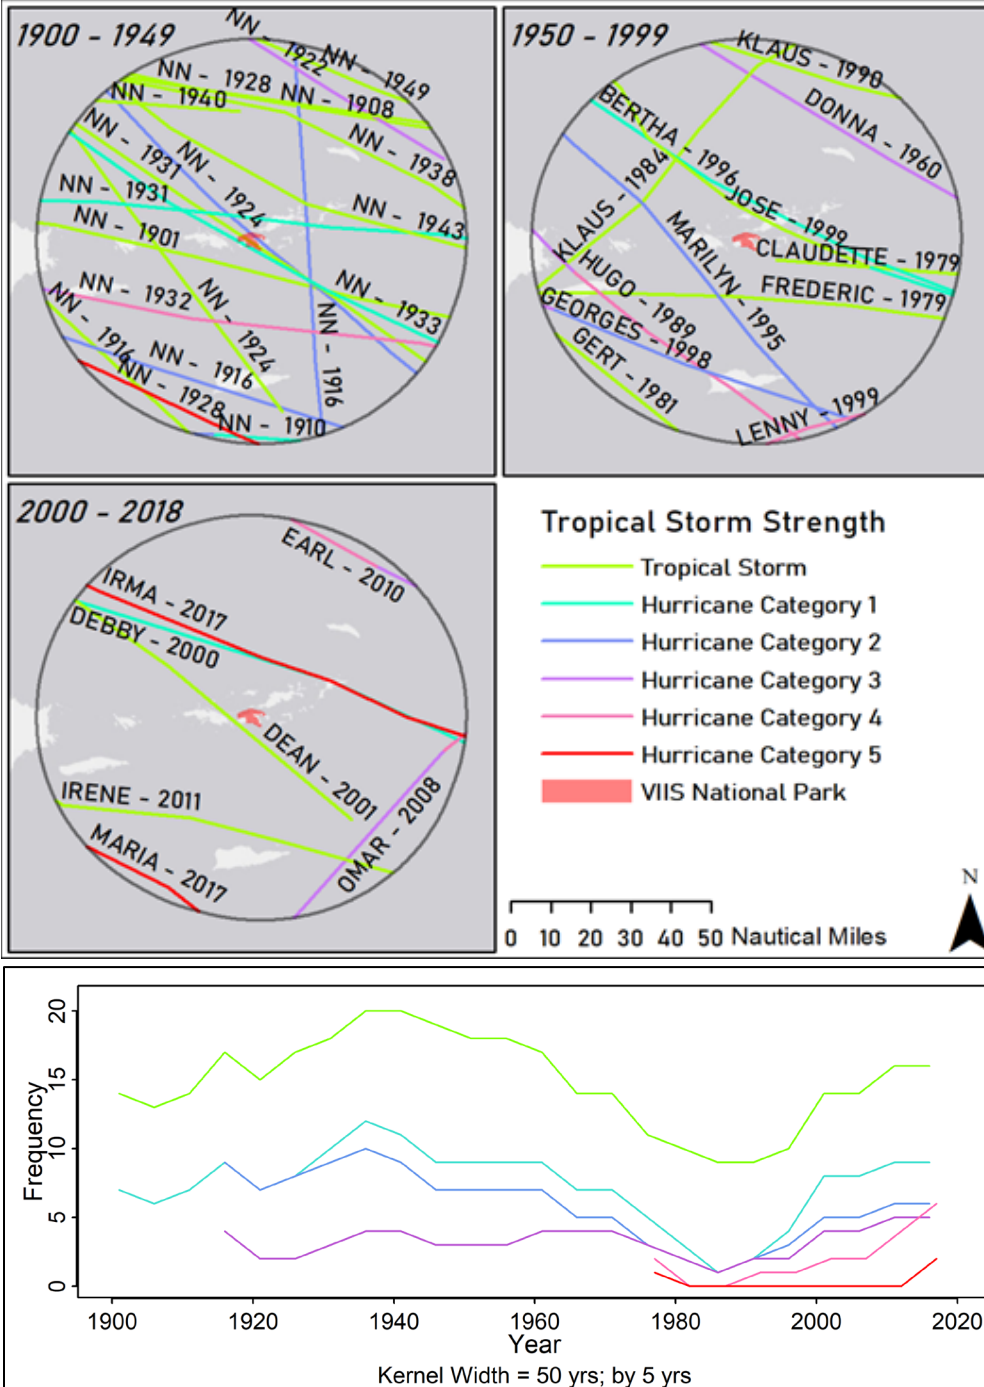 1900 - 1949
NN - 1922
NN - 1949
NN - 1928
NN - 1908
NN - 1940
NN - 1938
NN - 1931
NN - 1924
NN - 1931
NN - 1943
NN - 1901
NN - 1932
NN - 1933
NN - 1924
NN - 1916
NN - 1916
NN - 1916
NN - 1928
NN - 1910
1950 - 1999
KLAUS - 1990
DONNA - 1960
BERTHA - 1996
KLAUS - 1984
JOSE - 1999
MARILYN - 1995
CLAUDETTE - 1979
HUGO - 1989
FREDERIC - 1979
GEORGES - 1998
GERT - 1981
LENNY - 1999
2000 - 2018
EARL - 2010
IRMA - 2017
DEBBY - 2000
DEAN - 2001
IRENE - 2011
OMAR - 2008
MARIA - 2017
Tropical Storm Strength
Tropical Storm
Hurricane Category 1
Hurricane Category 2
Hurricane Category 3
Hurricane Category 4
Hurricane Category 5
VIIS National Park
N
0 10 20 30 40 50 Nautical Miles
Frequency
20
15
10
5
0
1900 1920 1940 1960 1980 2000 2020
Year
Kernel Width = 50 yrs; by 5 yrs